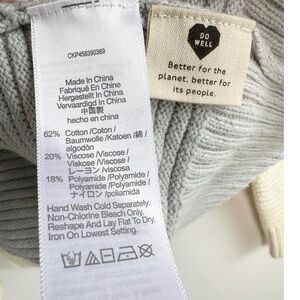 CKP458390369
Made In China
Fabriqué En China
Hergestellt In China
Vervaardigd In China
中国製
hecho en china
62% Cotton /Coton /
Baumwolle /Katoen /綿 /
algodón
20% Viscose /Viscose /
Viskose /Viscose /
レーヨン /viscosa
18% Polyamide /Polyamide /
Polyamid /Polyamide /
ナイロン /poliamida
Hand Wash Cold Separately.
Non-Chlorine Bleach Only.
Reshape And Lay Flat To Dry.
Iron On Lowest Setting.
DO
WELL
Better for the
planet, better for
its people.